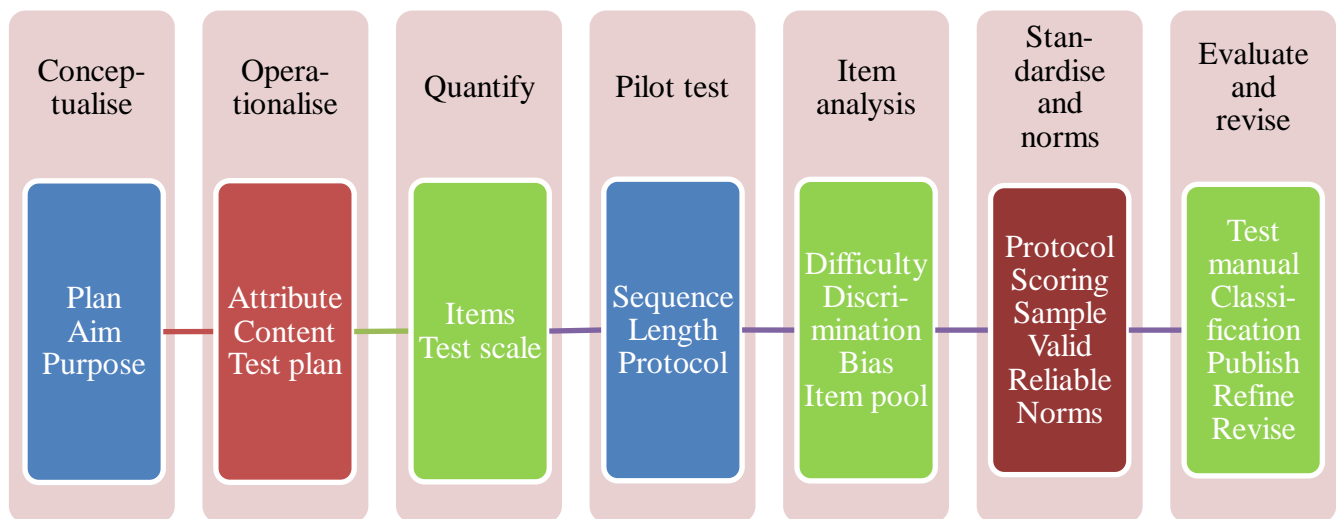 Concep-
tualise
Plan
Aim
Purpose
Opera-
tionalise
Attribute
Content
Test plan
Quantify
Items
Test scale
Pilot test
Sequence
Length
Protocol
Item
analysis
Difficulty
Discri-
mination
Bias
Item pool
Stan-
dardise
and
norms
Protocol
Scoring
Sample
Valid
Reliable
Norms
Evaluate
and
revise
Test
manual
Classi-
fication
Publish
Refine
Revise